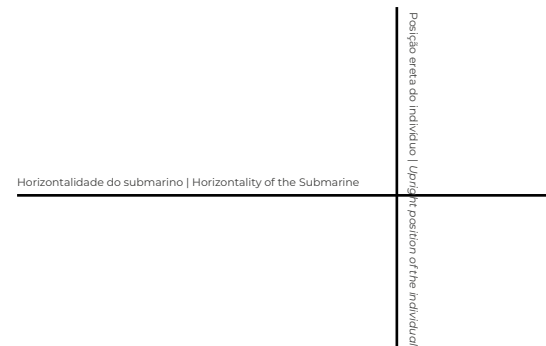 Posição ereta do indivíduo | Upright position of the individual
Horizontalidade do submarino | Horizontality of the Submarine